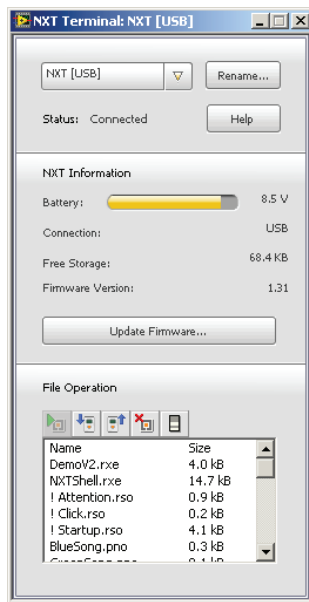 NXT Terminal: NXT [USB]
NXT [USB]
Rename...
Status: Connected
Help
NXT Information
Battery: 8.5 V
Connection: USB
Free Storage: 68.4 KB
Firmware Version: 1.31
Update Firmware...
File Operation
Name Size
DemoV2.rxe 4.0 kB
NXTShell.rxe 14.7 kB
! Attention.rso 0.9 kB
! Click.rso 0.2 kB
! Startup.rso 4.1 kB
BlueSong.pno 0.3 kB